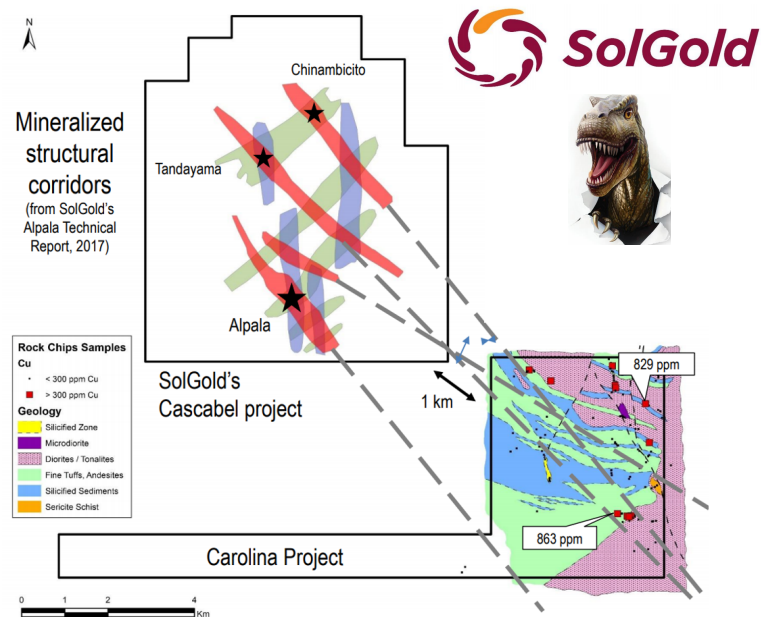 N
SolGold
Mineralized
structural
corridors
(from SolGold's
Alpala Technical
Report, 2017)
Chinambicito
Tandayama
Alpala
SolGold's
Cascabel project
1 km
Rock Chips Samples
Cu
< 300 ppm Cu
> 300 ppm Cu
Geology
Silicified Zone
Microdiorite
Diorites / Tonalites
Fine Tuffs, Andesites
Silicified Sediments
Sericite Schist
829 ppm
863 ppm
Carolina Project
0 1 2 4
Km